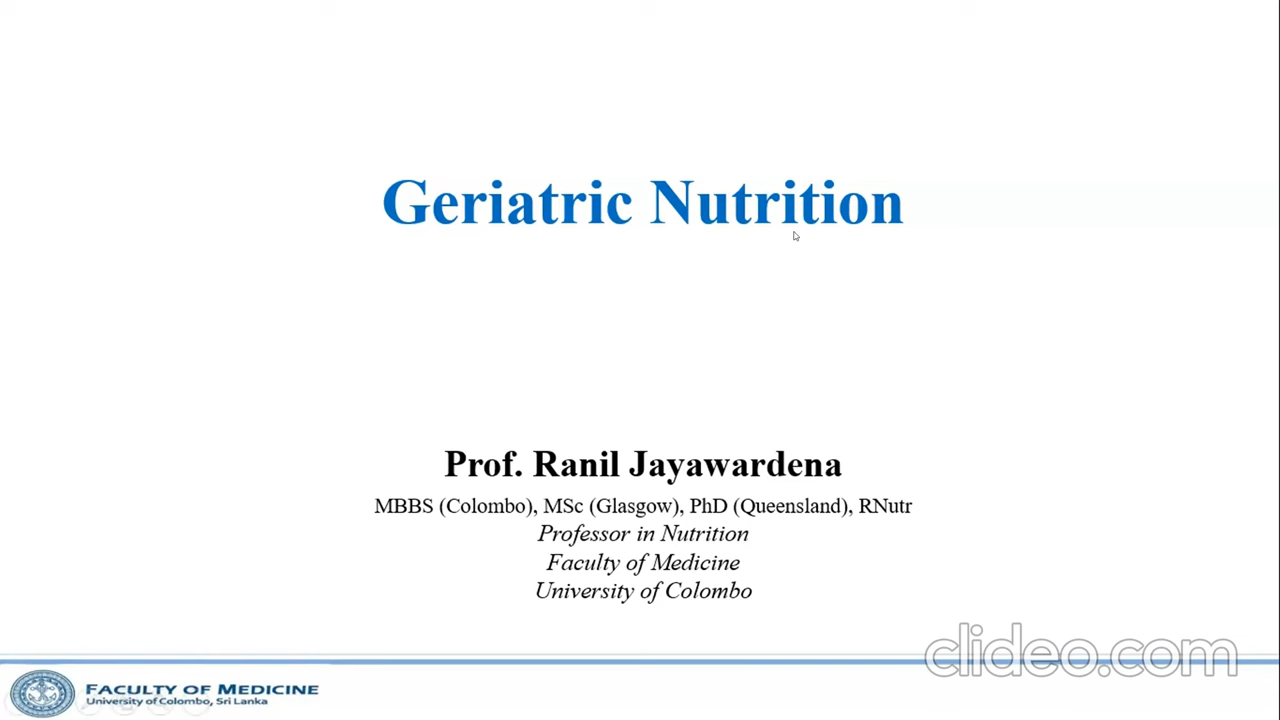 Geriatric Nutrition
Prof. Ranil Jayawardena
MBBS (Colombo), MSc (Glasgow), PhD (Queensland), RNutr
Professor in Nutrition
Faculty of Medicine
University of Colombo
clideo.com
FACULTY OF MEDICINE
University of Colombo, Sri Lanka